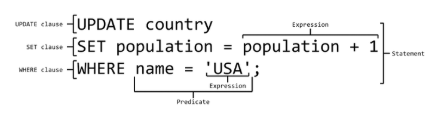 Expression
UPDATE clause UPDATE country
SET clause SET population = population + 1
Statement
WHERE clause WHERE name = 'USA';
Expression
Predicate